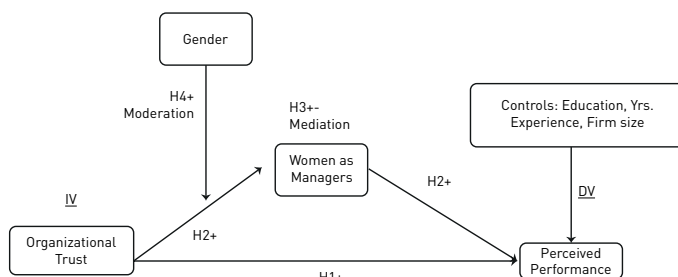 Gender
H4+
Moderation
H3+-
Mediation
Controls: Education, Yrs.
Experience, Firm size
Women as
Managers
H2+
IV
DV
H2+
Organizational
Trust
Perceived
Performance
H1+